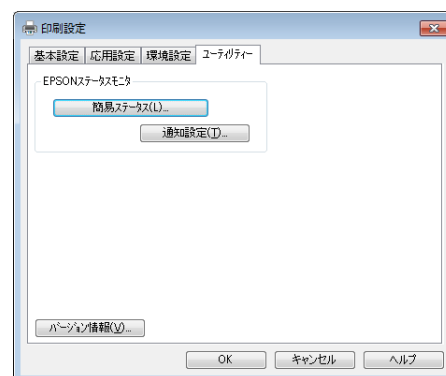 印刷設定
基本設定 応用設定 環境設定 ユーティリティー
EPSONステータスモニタ
簡易ステータス(L)...
通知設定(T)...
バージョン情報(V)...
OK キャンセル ヘルプ